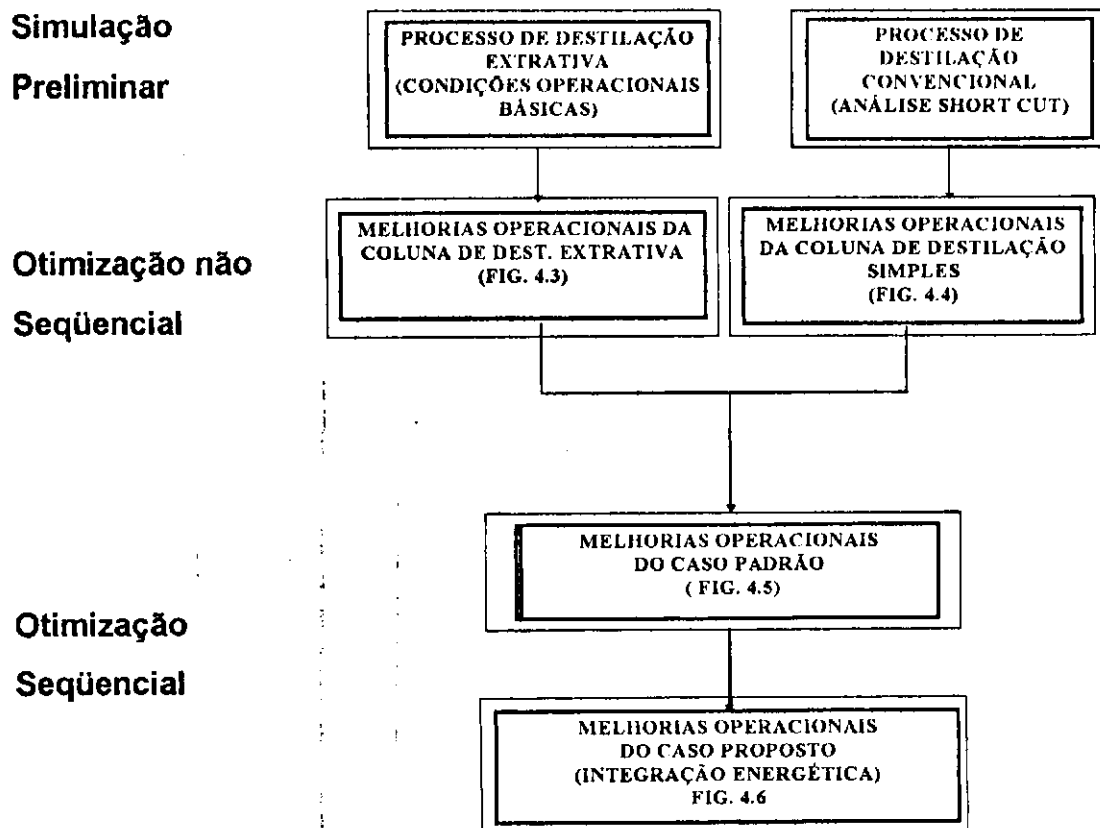 Simulação
Preliminar
PROCESSO DE DESTILAÇÃO
EXTRATIVA
(CONDIÇÕES OPERACIONAIS
BÁSICAS)
PROCESSO DE
DESTILAÇÃO
CONVENCIONAL
(ANÁLISE SHORT CUT)
Otimização não
Seqüencial
MELHORIAS OPERACIONAIS DA
COLUNA DE DEST. EXTRATIVA
(FIG. 4.3)
MELHORIAS OPERACIONAIS
DA COLUNA DE DESTILAÇÃO
SIMPLES
(FIG. 4.4)
Otimização
Seqüencial
MELHORIAS OPERACIONAIS
DO CASO PADRÃO
( FIG. 4.5)
MELHORIAS OPERACIONAIS
DO CASO PROPOSTO
(INTEGRAÇÃO ENERGÉTICA)
FIG. 4.6